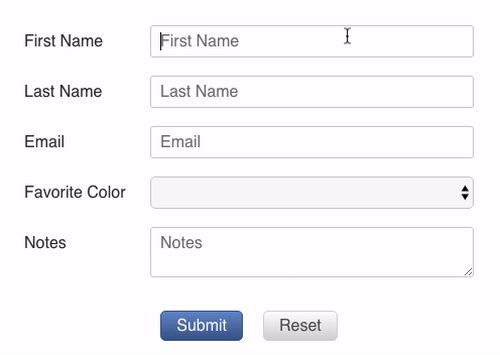 First Name First Name
Last Name Last Name
Email Email
Favorite Color
Notes Notes
Submit Reset